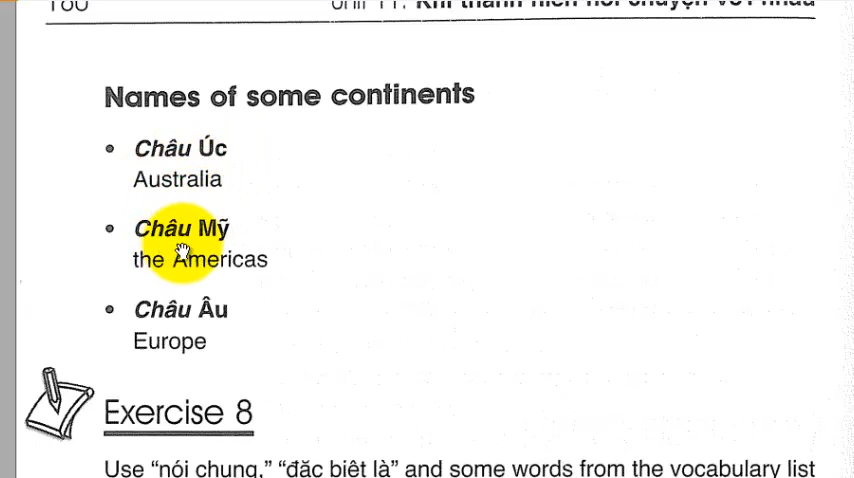 Names of some continents
• Châu Úc
Australia
• Châu Mỹ
the Americas
• Châu Âu
Europe
Exercise 8
Use “nói chung,” “đặc biệt là” and some words from the vocabulary list